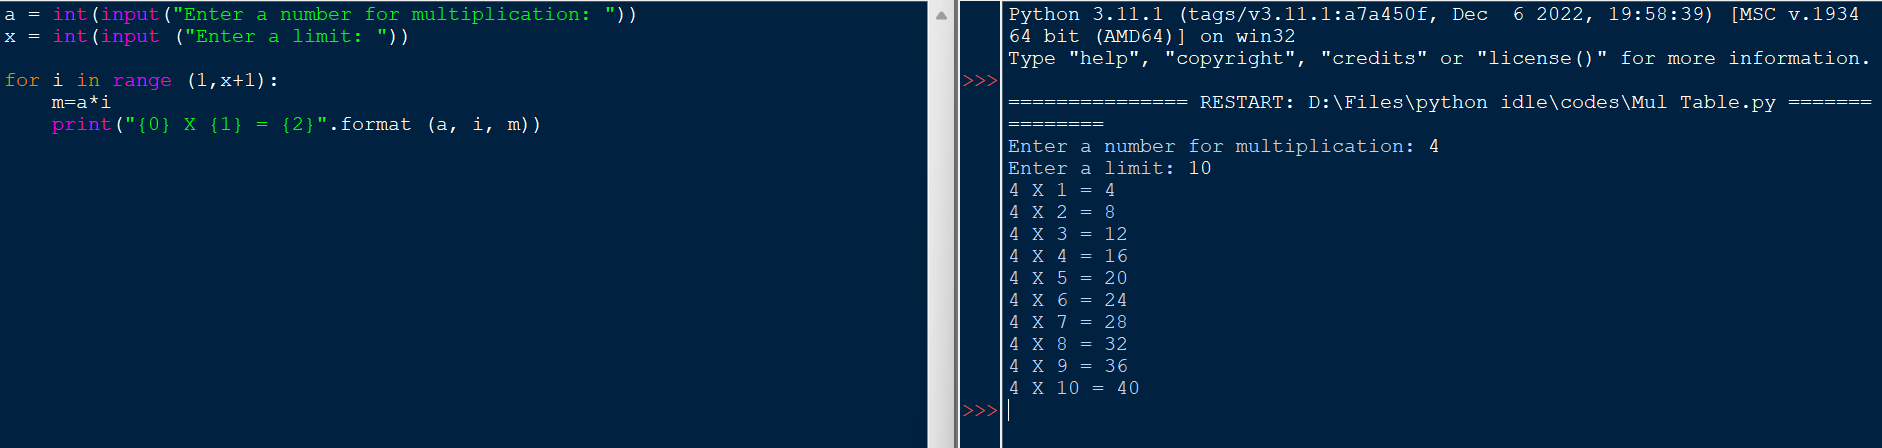 a = int(input("Enter a number for multiplication: "))
x = int(input ("Enter a limit: "))

for i in range (1,x+1):
    m=a*i
    print("{0} X {1} = {2}".format (a, i, m))

Python 3.11.1 (tags/v3.11.1:a7a450f, Dec  6 2022, 19:58:39) [MSC v.1934
64 bit (AMD64)] on win32
Type "help", "copyright", "credits" or "license()" for more information.
>>>
=============== RESTART: D:\Files\python idle\codes\Mul Table.py =======
========
Enter a number for multiplication: 4
Enter a limit: 10
4 X 1 = 4
4 X 2 = 8
4 X 3 = 12
4 X 4 = 16
4 X 5 = 20
4 X 6 = 24
4 X 7 = 28
4 X 8 = 32
4 X 9 = 36
4 X 10 = 40
>>>